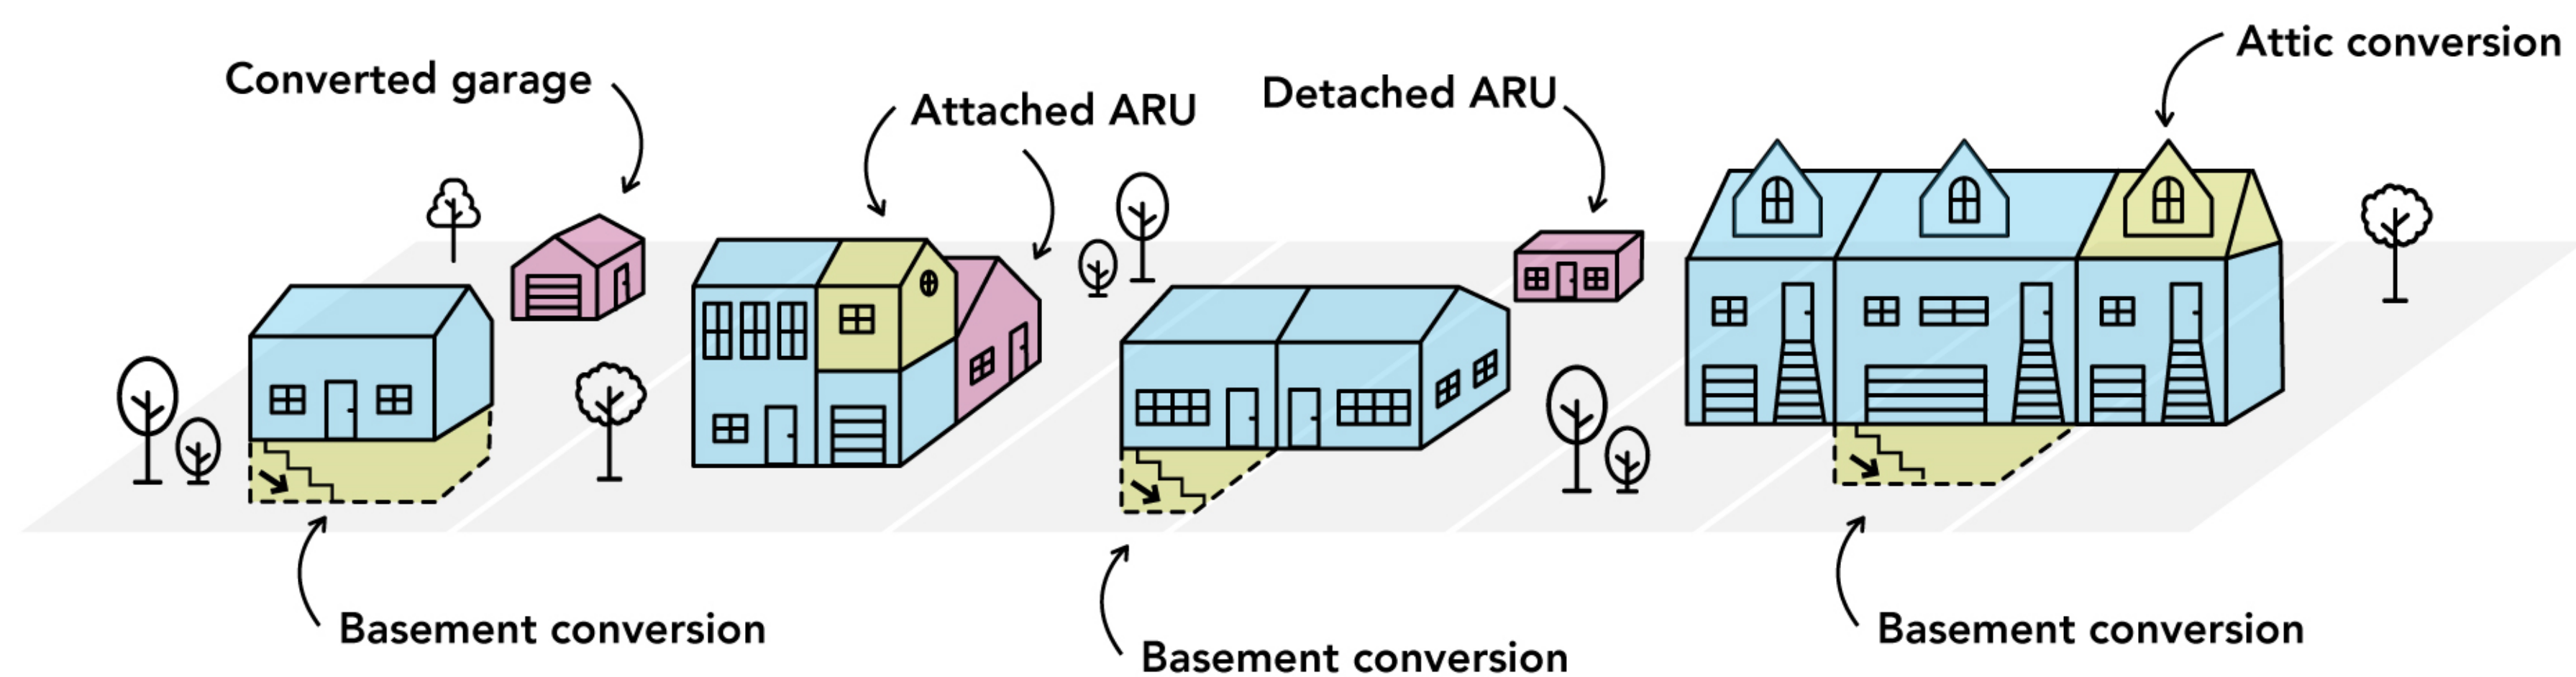 Attic conversion
Converted garage
Detached ARU
Attached ARU
Basement conversion
Basement conversion
Basement conversion